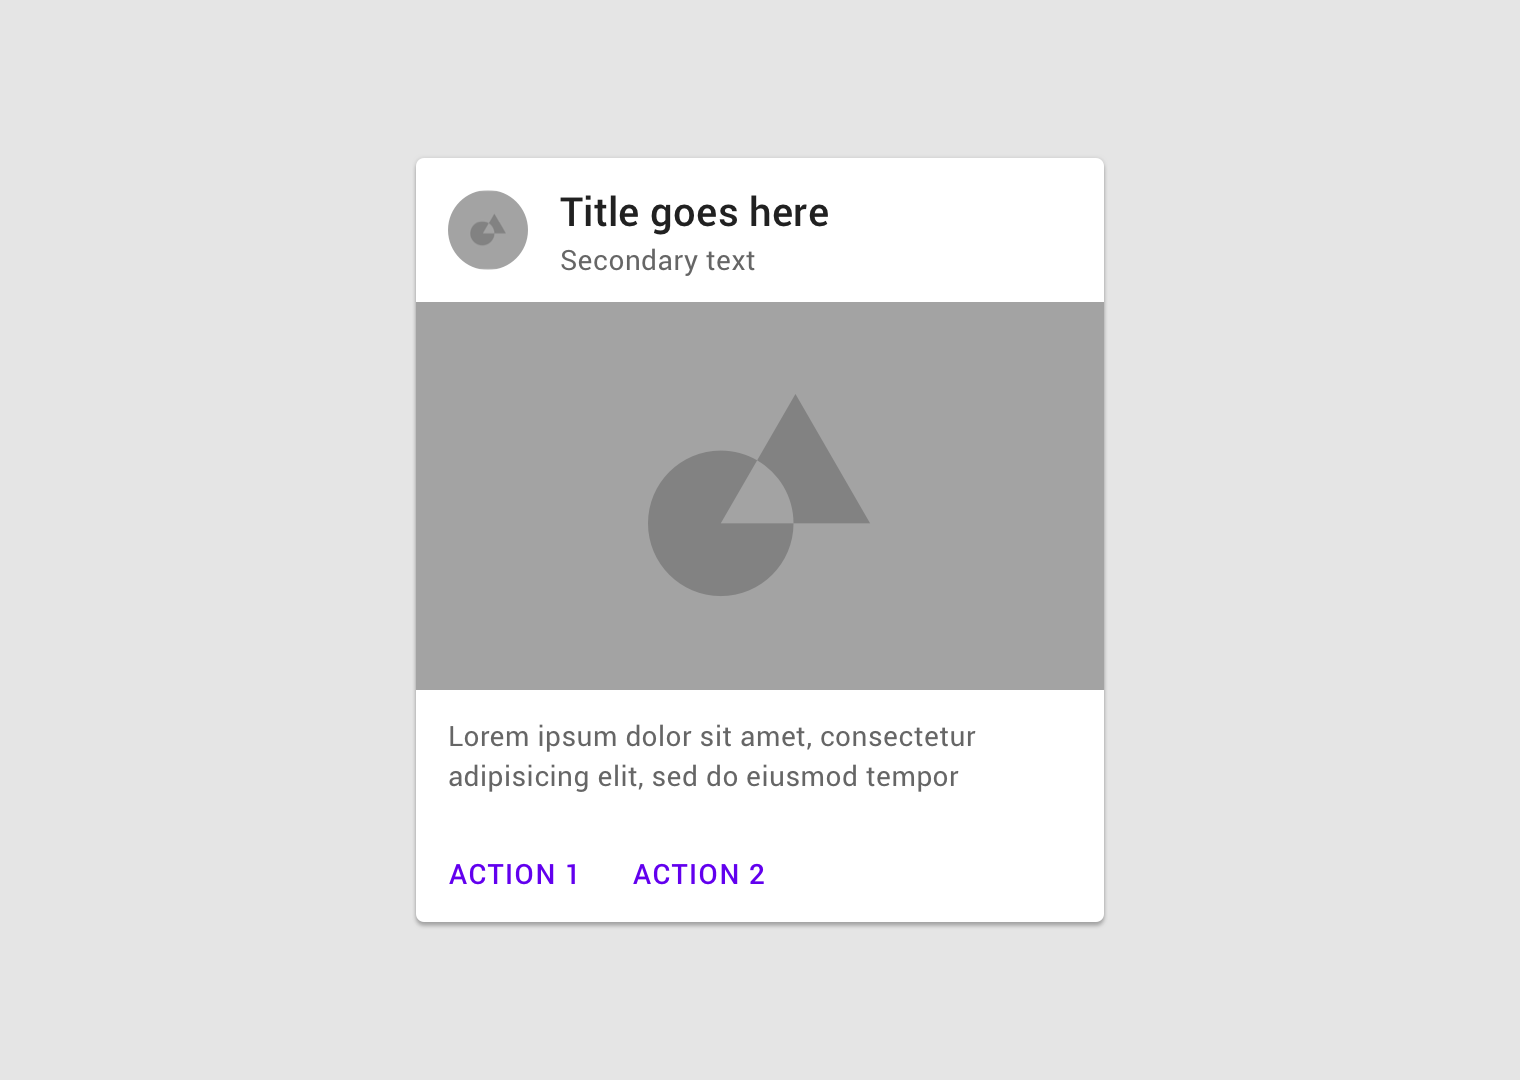 Title goes here
Secondary text
Lorem ipsum dolor sit amet, consectetur
adipisicing elit, sed do eiusmod tempor
ACTION 1 ACTION 2